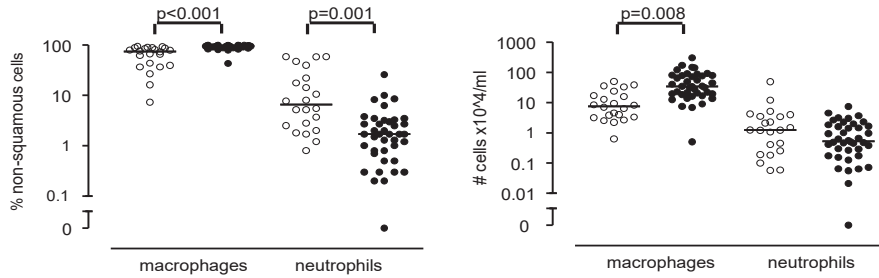 p<0.001
p=0.001
% non-squamous cells
100
10
1
0.1
0
macrophages
neutrophils
p=0.008
# cells x10^4/ml
1000
100
10
1
0.1
0.01
0
macrophages
neutrophils